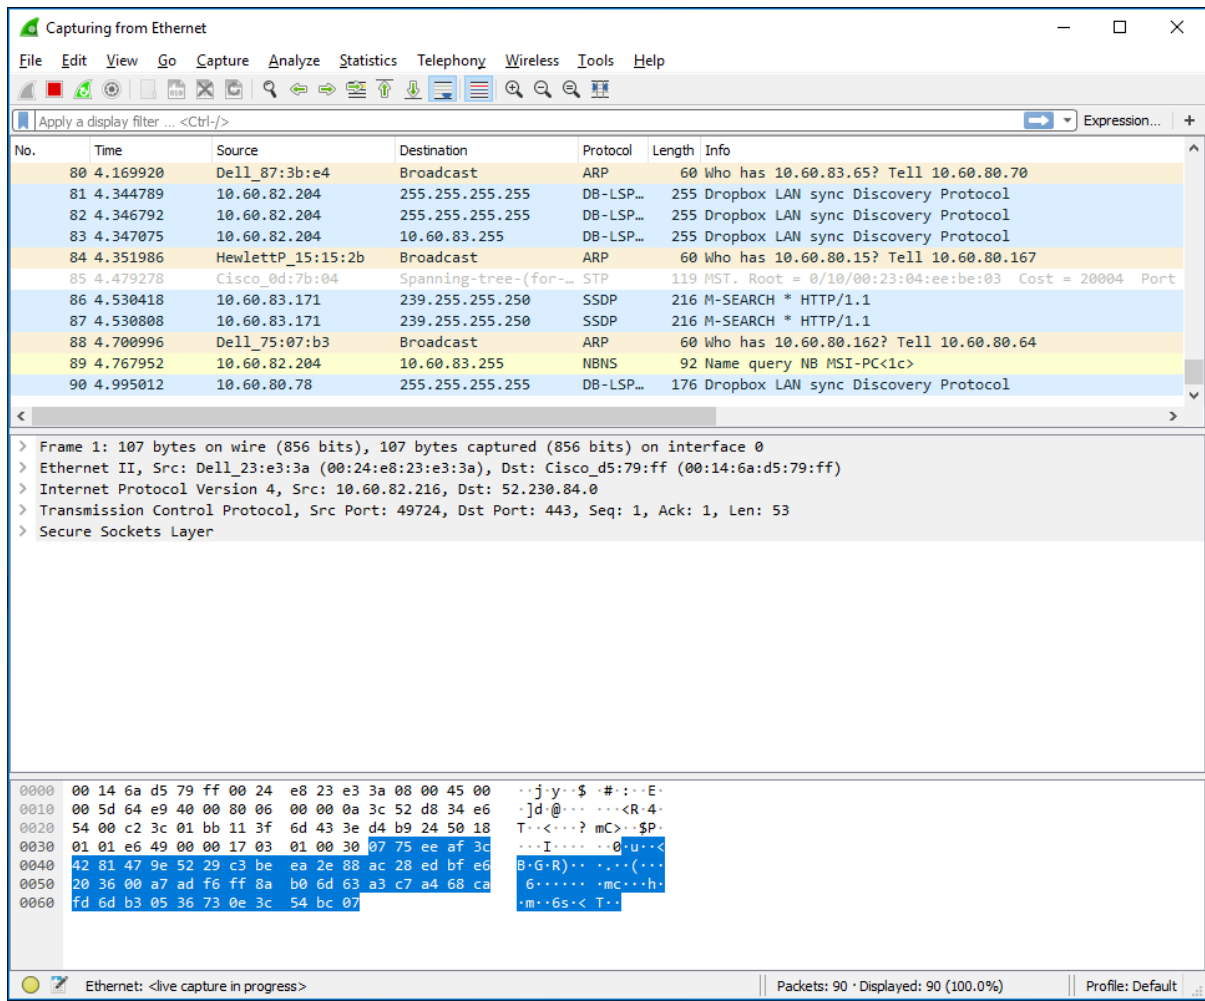 Capturing from Ethernet
File Edit View Go Capture Analyze Statistics Telephony Wireless Tools Help
Apply a display filter ... <Ctrl-/> Expression... +
No. Time Source Destination Protocol Length Info
80 4.169920 Dell_87:3b:e4 Broadcast ARP 60 Who has 10.60.83.65? Tell 10.60.80.70
81 4.344789 10.60.82.204 255.255.255.255 DB-LSP… 255 Dropbox LAN sync Discovery Protocol
82 4.346792 10.60.82.204 255.255.255.255 DB-LSP… 255 Dropbox LAN sync Discovery Protocol
83 4.347075 10.60.82.204 10.60.83.255 DB-LSP… 255 Dropbox LAN sync Discovery Protocol
84 4.351986 HewlettP_15:15:2b Broadcast ARP 60 Who has 10.60.80.15? Tell 10.60.80.167
85 4.479278 Cisco_0d:7b:04 Spanning-tree-(for-… STP 119 MST. Root = 0/10/00:23:04:ee:be:03 Cost = 20004 Port
86 4.530418 10.60.83.171 239.255.255.250 SSDP 216 M-SEARCH * HTTP/1.1
87 4.530808 10.60.83.171 239.255.255.250 SSDP 216 M-SEARCH * HTTP/1.1
88 4.700996 Dell_75:07:b3 Broadcast ARP 60 Who has 10.60.80.162? Tell 10.60.80.64
89 4.767952 10.60.82.204 10.60.83.255 NBNS 92 Name query NB MSI-PC<1c>
90 4.995012 10.60.80.78 255.255.255.255 DB-LSP… 176 Dropbox LAN sync Discovery Protocol
> Frame 1: 107 bytes on wire (856 bits), 107 bytes captured (856 bits) on interface 0
> Ethernet II, Src: Dell_23:e3:3a (00:24:e8:23:e3:3a), Dst: Cisco_d5:79:ff (00:14:6a:d5:79:ff)
> Internet Protocol Version 4, Src: 10.60.82.216, Dst: 52.230.84.0
> Transmission Control Protocol, Src Port: 49724, Dst Port: 443, Seq: 1, Ack: 1, Len: 53
> Secure Sockets Layer
0000 00 14 6a d5 79 ff 00 24 e8 23 e3 3a 08 00 45 00 ··j·y··$ ·#·:··E·
0010 00 5d 64 e9 40 00 80 06 00 00 0a 3c 52 d8 34 e6 ·]d·@··· ···<R·4·
0020 54 00 c2 3c 01 bb 11 3f 6d 43 3e d4 b9 24 50 18 T··<···? mC>··$P·
0030 01 01 e6 49 00 00 17 03 01 00 30 07 75 ee af 3c ···I···· ··0·u··<
0040 42 81 47 9e 52 29 c3 be ea 2e 88 ac 28 ed bf e6 B·G·R)·· ·.··(···
0050 20 36 00 a7 ad f6 ff 8a b0 6d 63 a3 c7 a4 68 ca  6······ ·mc···h·
0060 fd 6d b3 05 36 73 0e 3c 54 bc 07 ·m··6s·< T··
Ethernet: <live capture in progress> Packets: 90 · Displayed: 90 (100.0%) Profile: Default